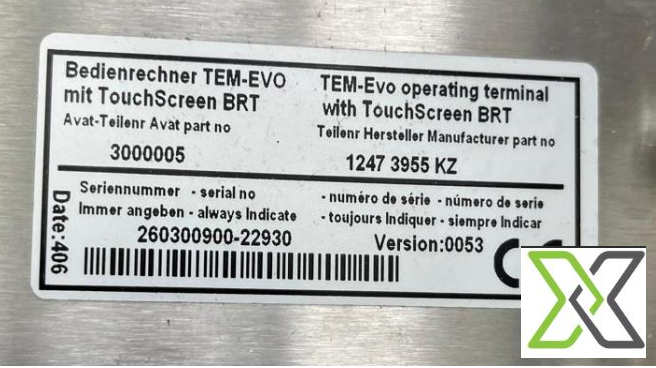 Bedienrechner TEM-EVO
mit TouchScreen BRT
Avat-Teilenr Avat part no
3000005
TEM-Evo operating terminal
with TouchScreen BRT
Teilenr Hersteller Manufacturer part no
1247 3955 KZ
Seriennummer - serial no
Immer angeben - always Indicate
- numéro de série - número de serie
- toujours Indiquer - siempre Indicar
260300900-22930
Version:0053
Date:406